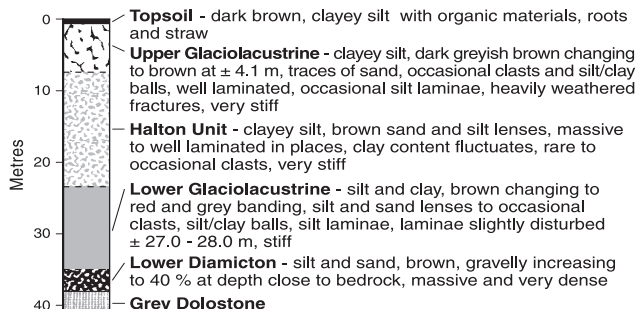 0
Topsoil - dark brown, clayey silt with organic materials, roots
and straw
Upper Glaciolacustrine - clayey silt, dark greyish brown changing
to brown at ± 4.1 m, traces of sand, occasional clasts and silt/clay
balls, well laminated, occasional silt laminae, heavily weathered
fractures, very stiff
10
Metres
Halton Unit - clayey silt, brown sand and silt lenses, massive
to well laminated in places, clay content fluctuates, rare to
occasional clasts, very stiff
20
Lower Glaciolacustrine - silt and clay, brown changing to
red and grey banding, silt and sand lenses to occasional
clasts, silt/clay balls, silt laminae, laminae slightly disturbed
± 27.0 - 28.0 m, stiff
30
Lower Diamicton - silt and sand, brown, gravelly increasing
to 40 % at depth close to bedrock, massive and very dense
40
Grey Dolostone